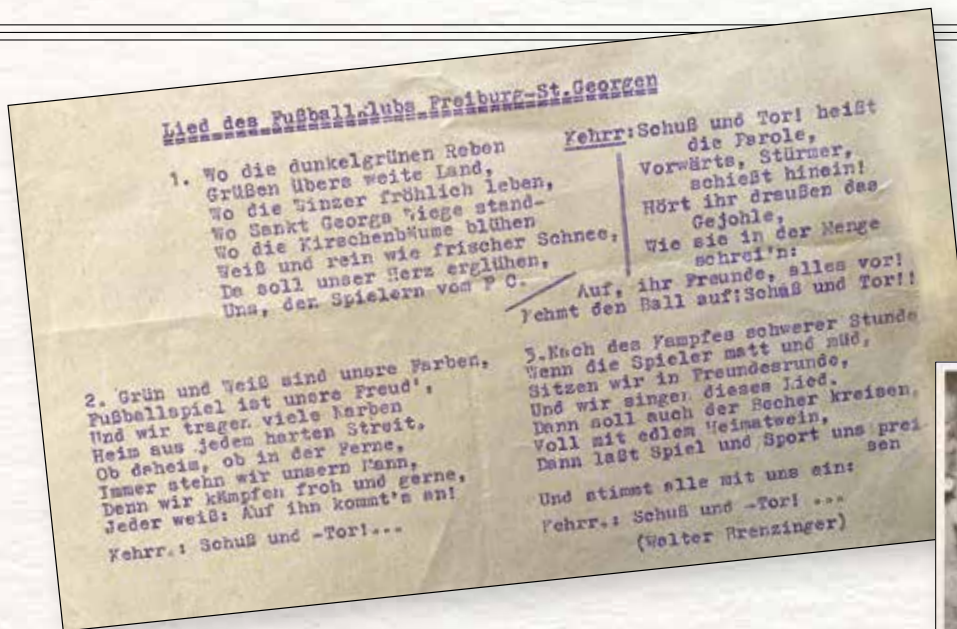 Lied des Fußballclubs Freiburg-St.Georgen
1. Wo die dunkelgrünen Reben
Grüßen übers weite Land,
Wo die Winzer fröhlich leben,
Wo Sankt Georgs Wiege stand-
Wo die Kirschenbäume blühen
Weiß und rein wie frischer Schnee,
Da soll unser Herz erglühen,
Uns, den Spielern vom F C.
Kehrr: Schuß und Tor! heißt
die Parole,
Vorwärts, Stürmer,
schießt hinein!
Hört ihr draußen das
Gejohle,
Wie sie in der Menge
schrei'n:
Auf, ihr Freunde, alles vor!
Nehmt den Ball auf:Schuß und Tor!!
2. Grün und Weiß sind unsre Farben,
Fußballspiel ist unsre Freud',
Und wir tragen viele Narben
Heim aus jedem harten Streit.
Ob daheim, ob in der Ferne,
Immer stehn wir unsern Mann,
Denn wir kämpfen froh und gerne,
Jeder weiß: Auf ihn kommt's an!
Kehrr.: Schuß und -Tor!...
3.Nach des Kampfes schwerer Stunde
Wenn die Spieler matt und müd,
Sitzen wir in Freundesrunde,
Und wir singen dieses Lied.
Dann soll auch der Becher kreisen,
Voll mit edlem Heimatwein,
Dann laßt Spiel und Sport uns prei-
sen
Und stimmt alle mit uns ein:
Kehrr.: Schuß und -Tor! ...
(Walter Brenzinger)